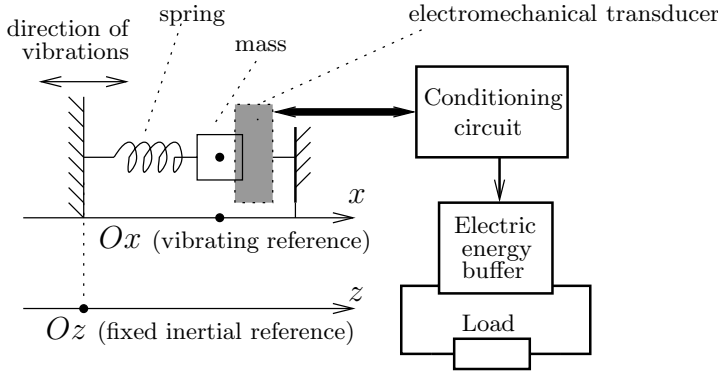 spring
electromechanical transducer
direction of
vibrations
mass
Conditioning
circuit
x
Ox (vibrating reference)
Electric
energy
buffer
z
Oz (fixed inertial reference)
Load